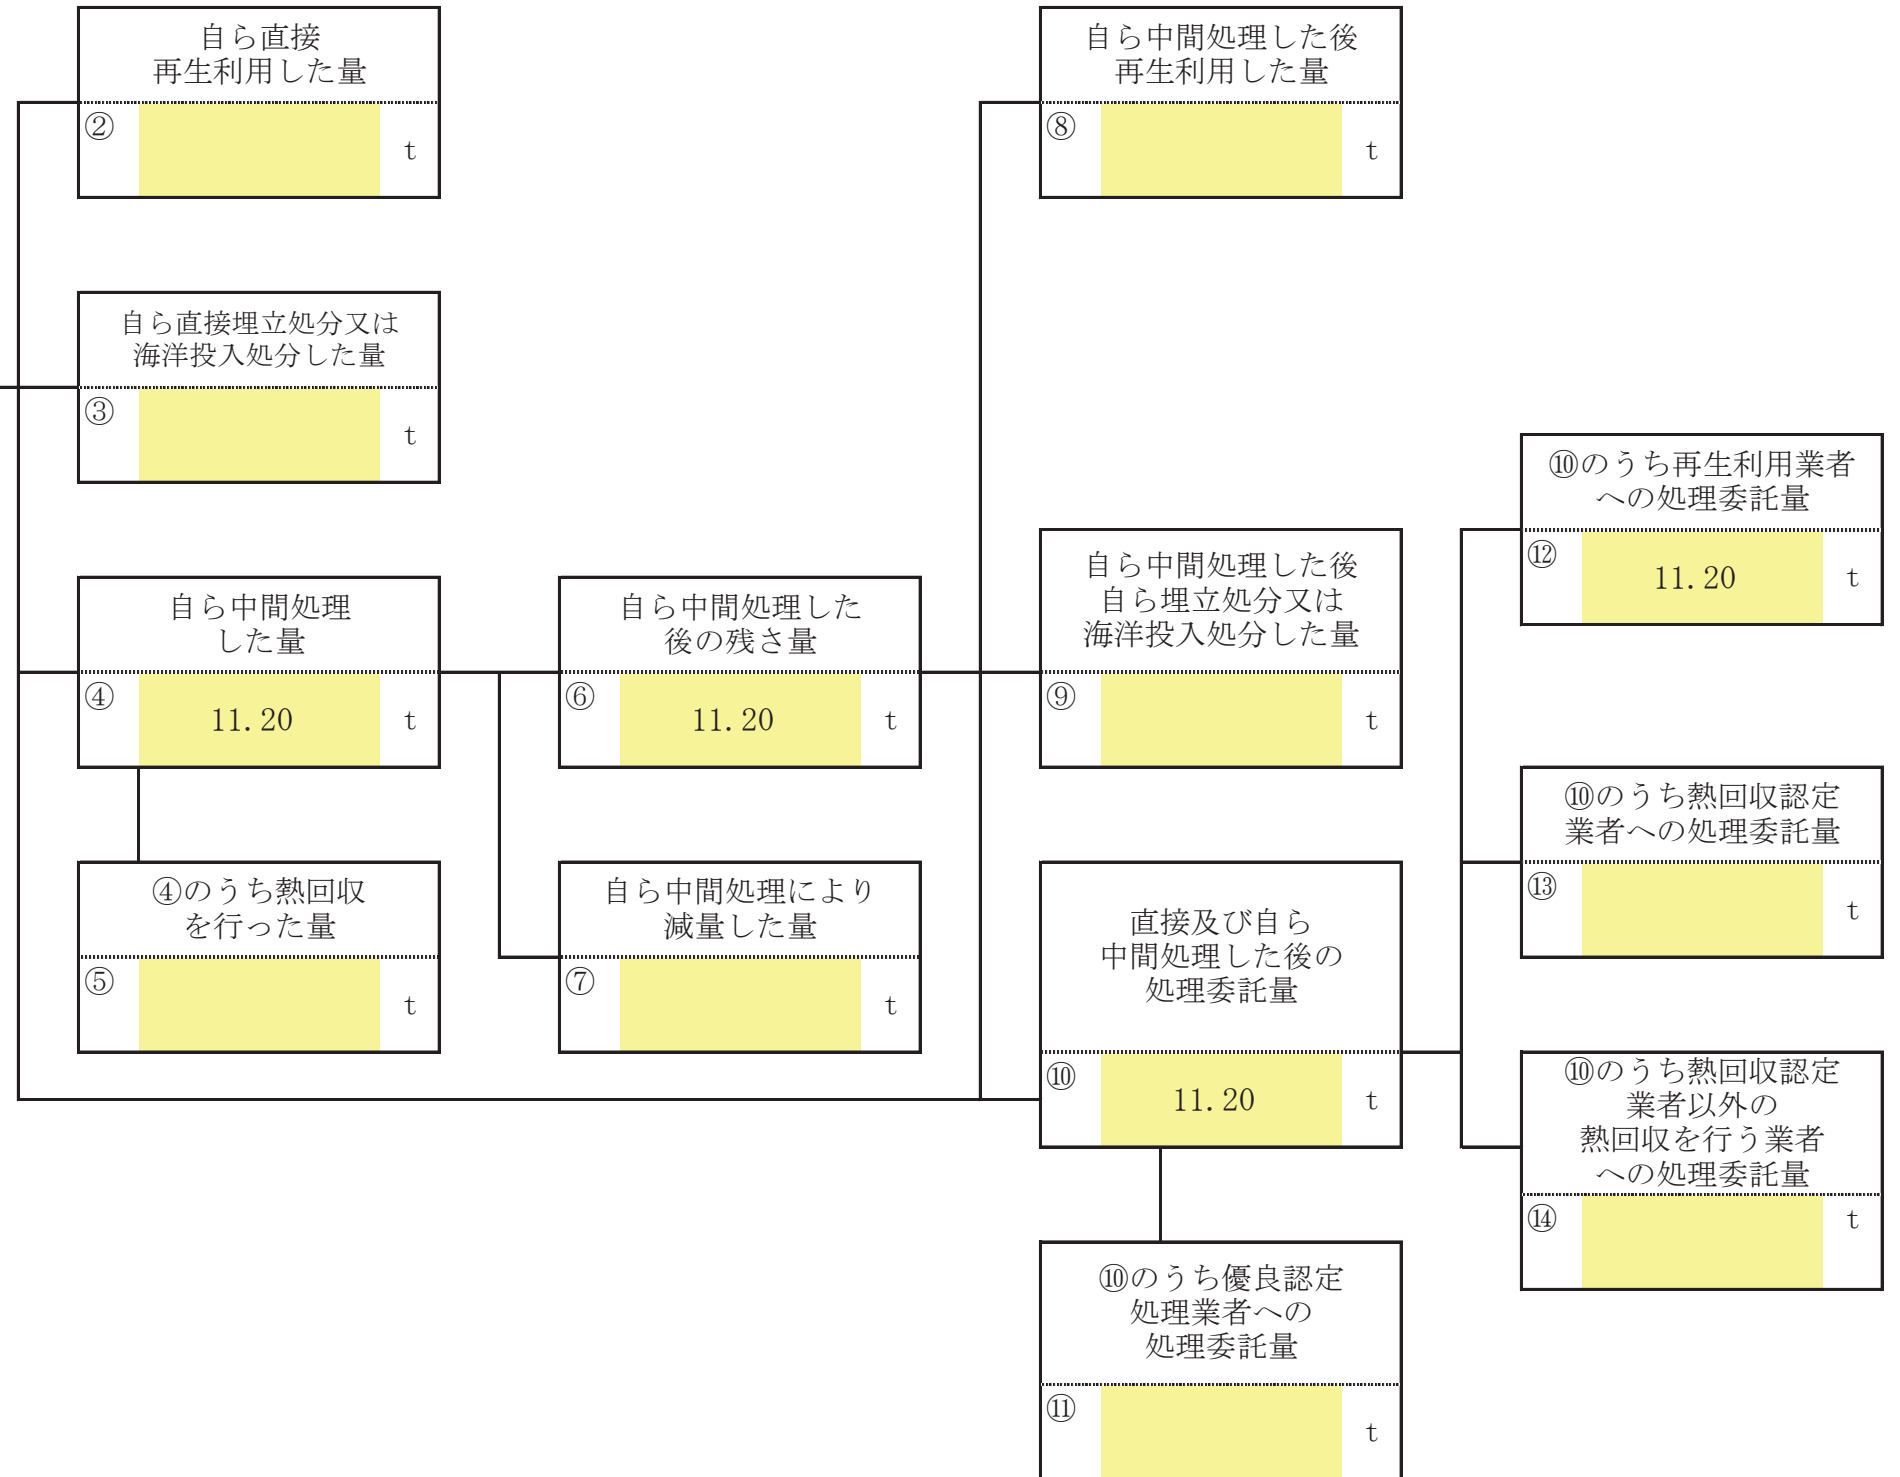 自ら直接
再生利用した量
②
t
自ら中間処理した後
再生利用した量
⑧
t
自ら直接埋立処分又は
海洋投入処分した量
③
t
⑩のうち再生利用業者
への処理委託量
⑫
11.20
t
自ら中間処理
した量
④
11.20
t
自ら中間処理した
後の残さ量
⑥
11.20
t
自ら中間処理した後
自ら埋立処分又は
海洋投入処分した量
⑨
t
⑩のうち熱回収認定
業者への処理委託量
⑬
t
④のうち熱回収
を行った量
⑤
t
自ら中間処理により
減量した量
⑦
t
直接及び自ら
中間処理した後の
処理委託量
⑩
11.20
t
⑩のうち熱回収認定
業者以外の
熱回収を行う業者
への処理委託量
⑭
t
⑩のうち優良認定
処理業者への
処理委託量
⑪
t